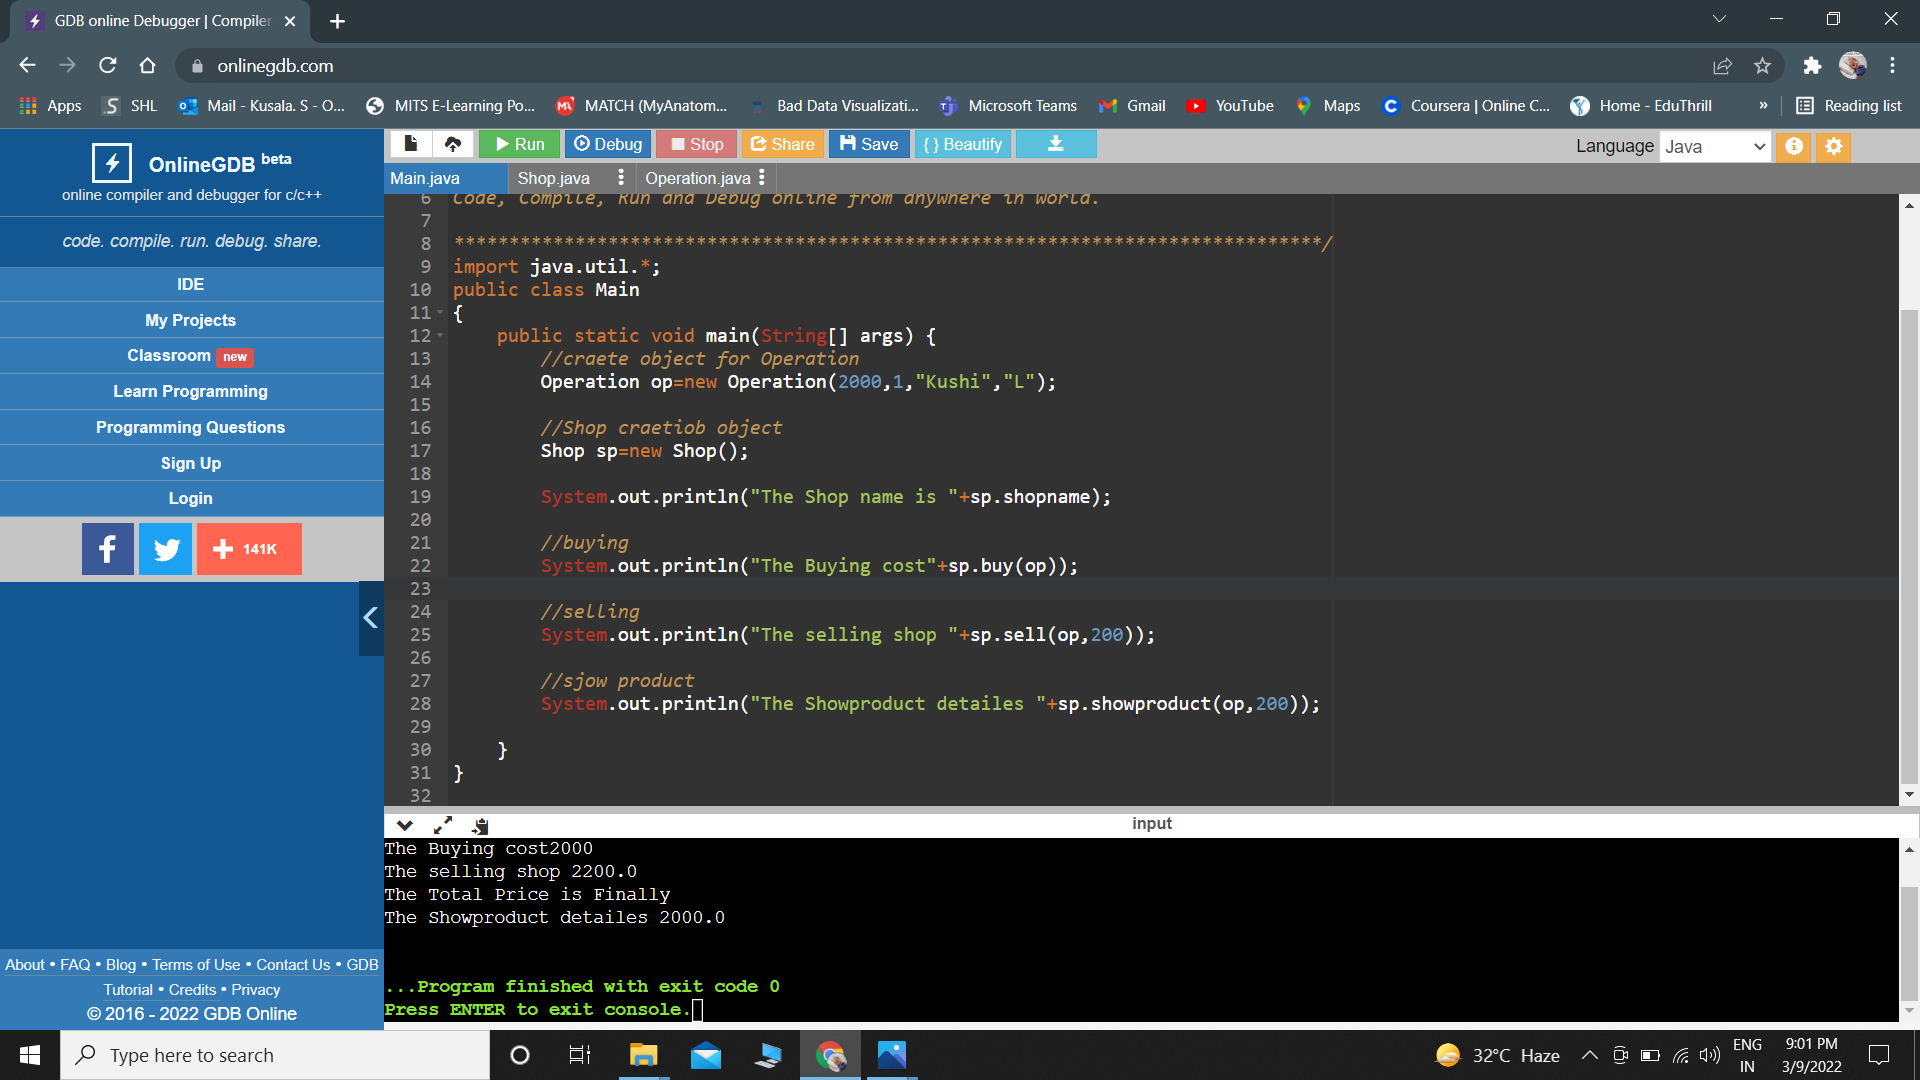 GDB online Debugger | Compiler
onlinegdb.com
Apps SHL Mail - Kusala. S - O... MITS E-Learning Po... MATCH (MyAnatom... Bad Data Visualizati... Microsoft Teams Gmail YouTube Maps Coursera | Online C... Home - EduThrill » Reading list
OnlineGDB beta
online compiler and debugger for c/c++
code. compile. run. debug. share.
IDE
My Projects
Classroom new
Learn Programming
Programming Questions
Sign Up
Login
141K
About • FAQ • Blog • Terms of Use • Contact Us • GDB
Tutorial • Credits • Privacy
© 2016 - 2022 GDB Online
Run Debug Stop Share Save { } Beautify
Language Java
Main.java Shop.java Operation.java
6 Code, Compile, Run and Debug online from anywhere in world.
7
8 *******************************************************************************/
9 import java.util.*;
10 public class Main
11 {
12 public static void main(String[] args) {
13 //craete object for Operation
14 Operation op=new Operation(2000,1,"Kushi","L");
15
16 //Shop craetiob object
17 Shop sp=new Shop();
18
19 System.out.println("The Shop name is "+sp.shopname);
20
21 //buying
22 System.out.println("The Buying cost"+sp.buy(op));
23
24 //selling
25 System.out.println("The selling shop "+sp.sell(op,200));
26
27 //sjow product
28 System.out.println("The Showproduct detailes "+sp.showproduct(op,200));
29
30 }
31 }
32
input
The Buying cost2000
The selling shop 2200.0
The Total Price is Finally
The Showproduct detailes 2000.0
...Program finished with exit code 0
Press ENTER to exit console.
Type here to search
32°C Haze
ENG
IN
9:01 PM
3/9/2022